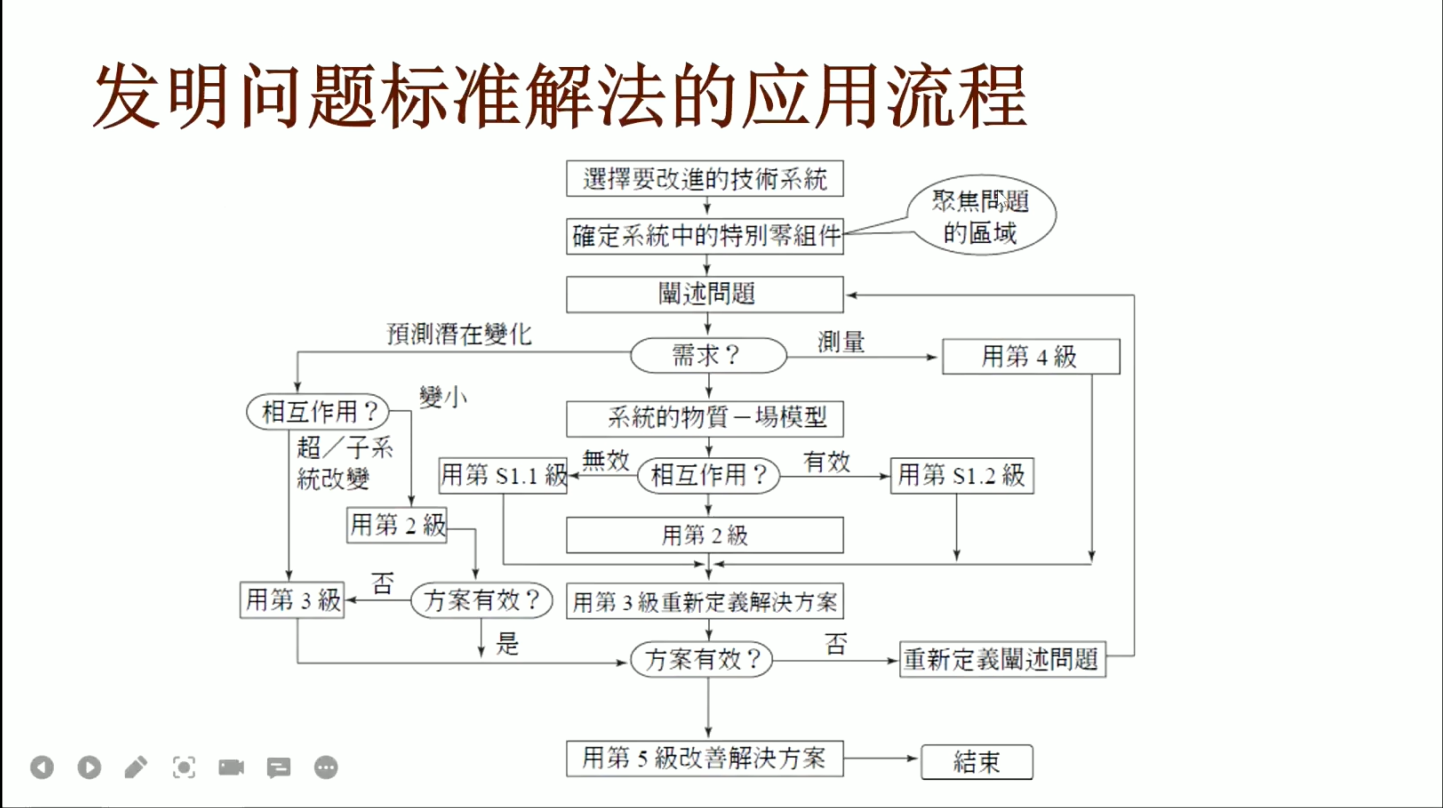 发明问题标准解法的应用流程
選擇要改進的技術系統
聚焦問題
的區域
確定系統中的特別零組件
闡述問題
預測潛在變化
需求？
測量
用第 4 級
相互作用？
變小
系統的物質－場模型
超／子系
統改變
用第 S1.1 級
無效
相互作用？
有效
用第 S1.2 級
用第 2 級
用第 2 級
用第 3 級
否
方案有效？
用第 3 級重新定義解決方案
是
方案有效？
否
重新定義闡述問題
用第 5 級改善解決方案
結束